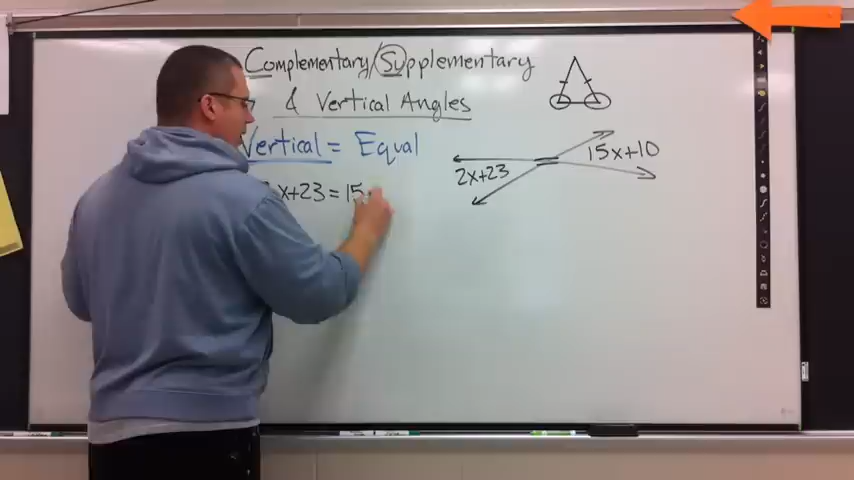 Complementary/Supplementary
& Vertical Angles
Vertical = Equal
2x+23
15x+10
x+23 = 15